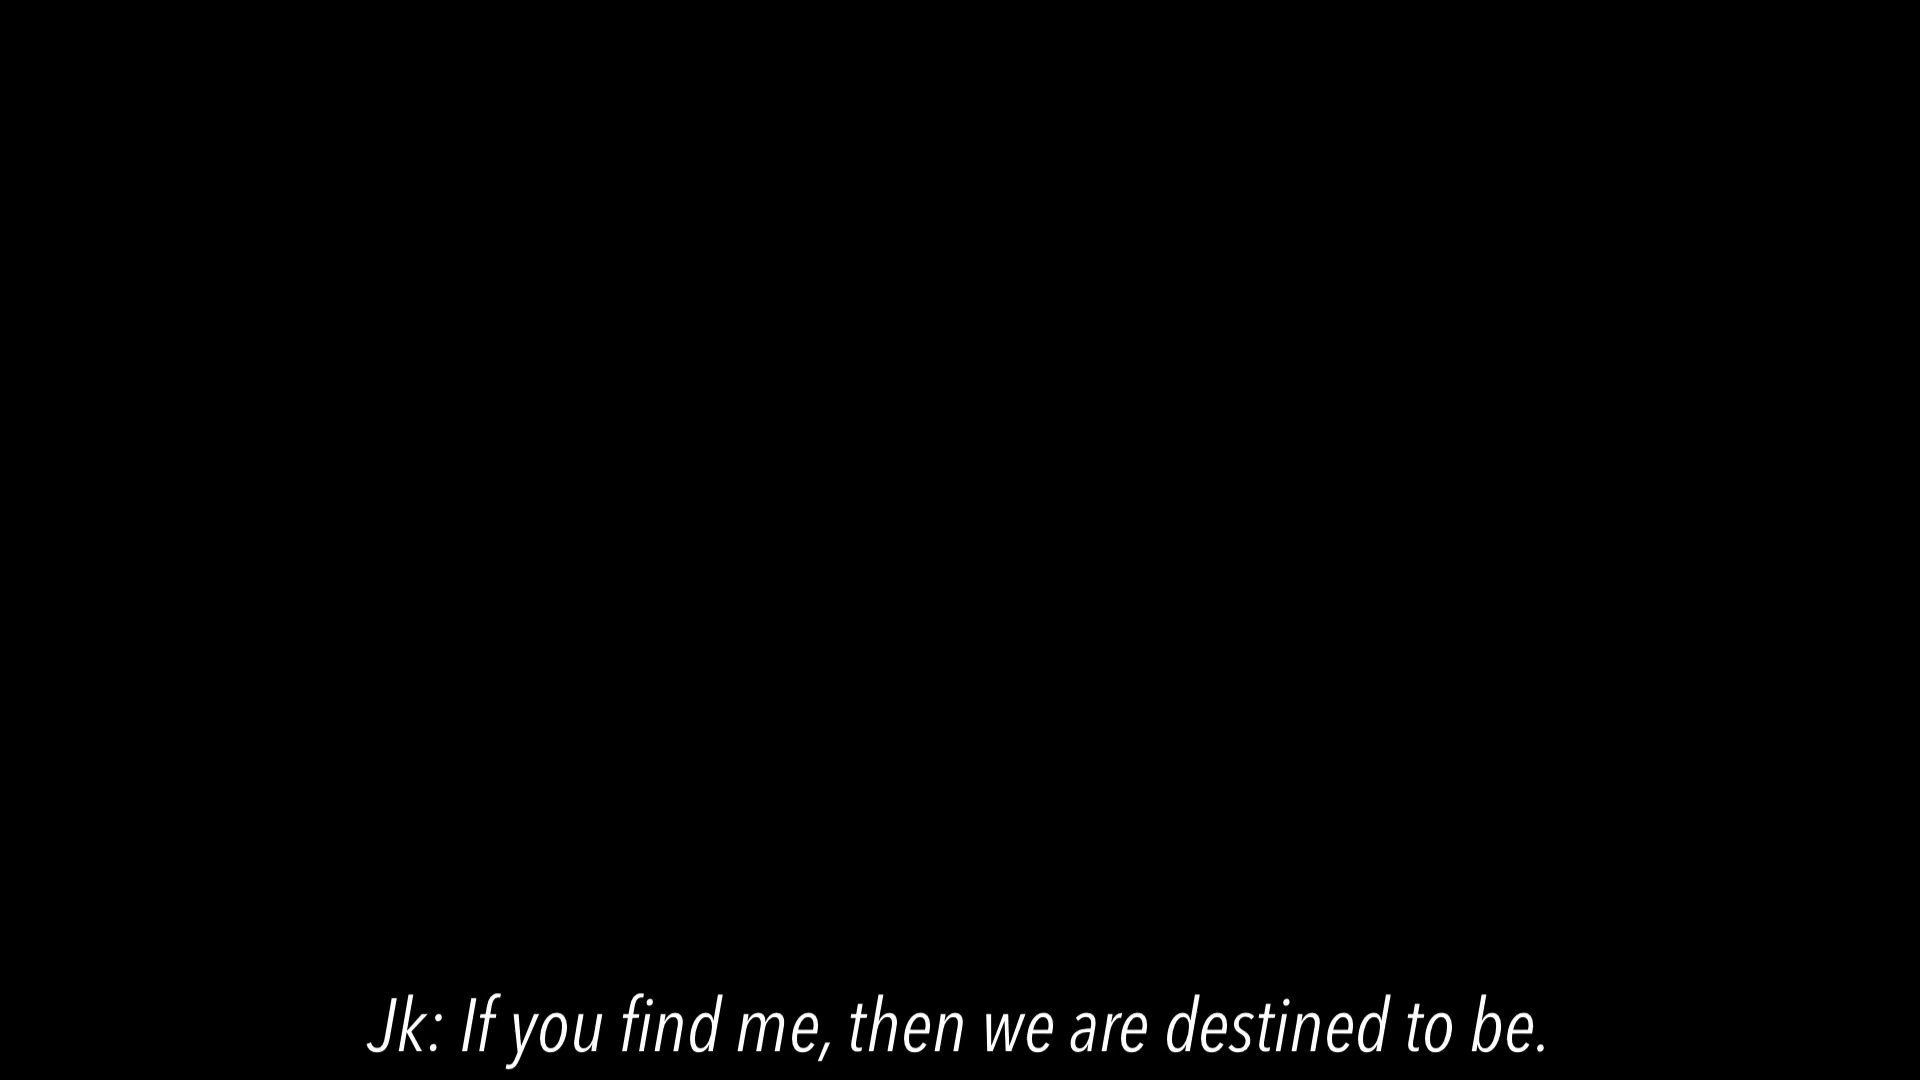 Jk: If you find me, then we are destined to be.